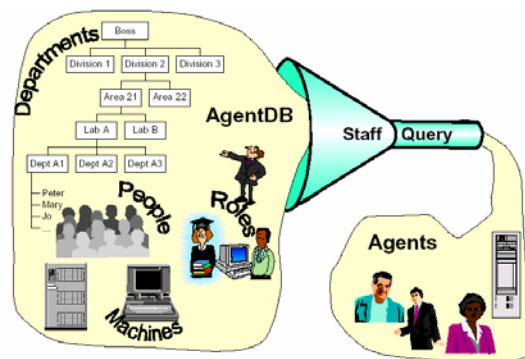 Departments
Boss
Division 1 Division 2 Division 3
Area 21 Area 22
Lab A Lab B
Dept A1 Dept A2 Dept A3
Peter
Mary
Jo
...
People
AgentDB
Roles
Machines
Staff Query
Agents